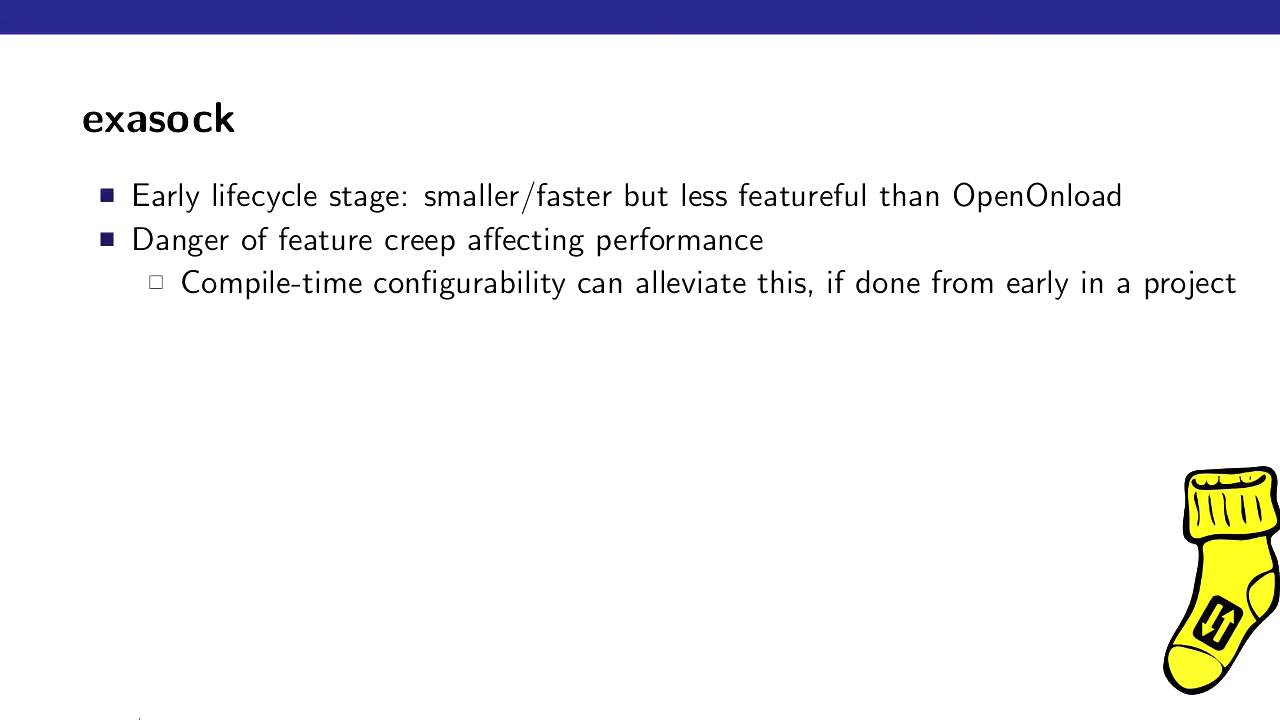 exasock
Early lifecycle stage: smaller/faster but less featureful than OpenOnload
Danger of feature creep affecting performance
Compile-time configurability can alleviate this, if done from early in a project